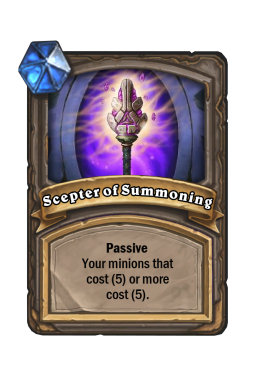 Scepter of Summoning
Passive
Your minions that
cost (5) or more
cost (5).